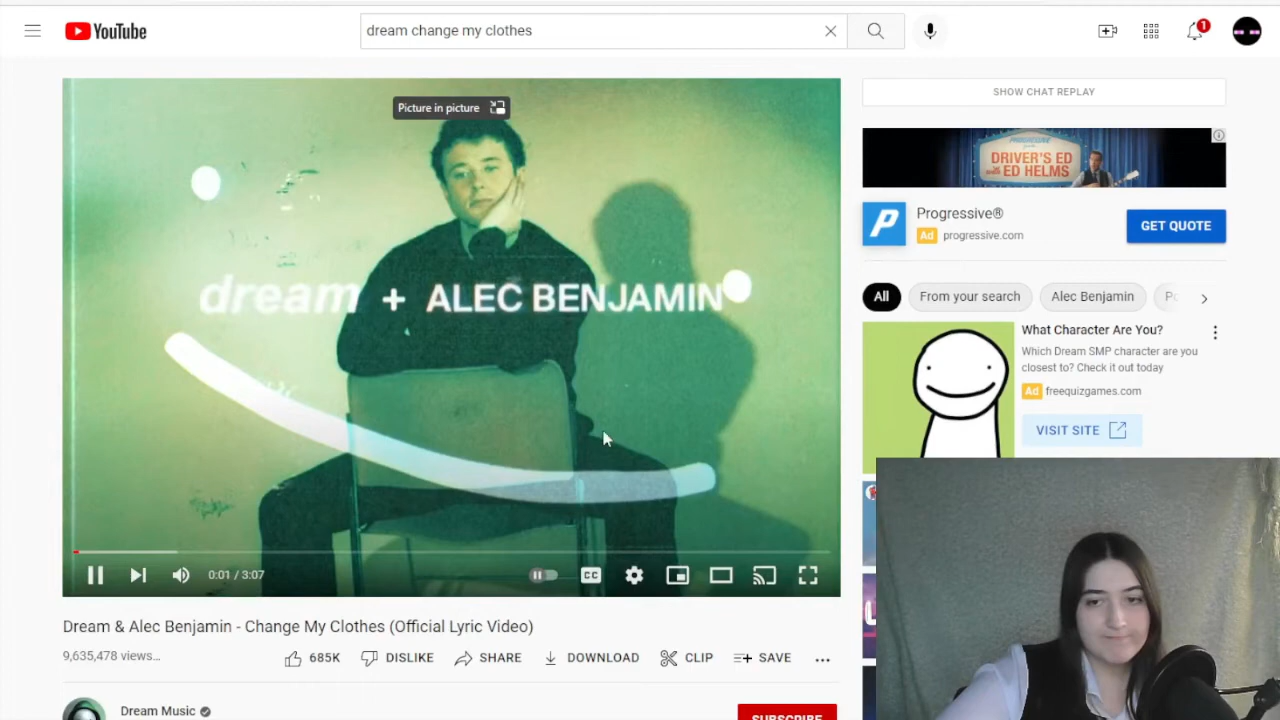 YouTube
dream change my clothes
1
Picture in picture
dream + ALEC BENJAMIN
0:01 / 3:07
CC
Dream & Alec Benjamin - Change My Clothes (Official Lyric Video)
9,635,478 views...
685K
DISLIKE
SHARE
DOWNLOAD
CLIP
SAVE
Dream Music
SUBSCRIBE
SHOW CHAT REPLAY
PROGRESSIVE
DRIVER'S ED
ED HELMS
Progressive®
Ad progressive.com
GET QUOTE
All
From your search
Alec Benjamin
What Character Are You?
Which Dream SMP character are you
closest to? Check it out today
Ad freequizgames.com
VISIT SITE